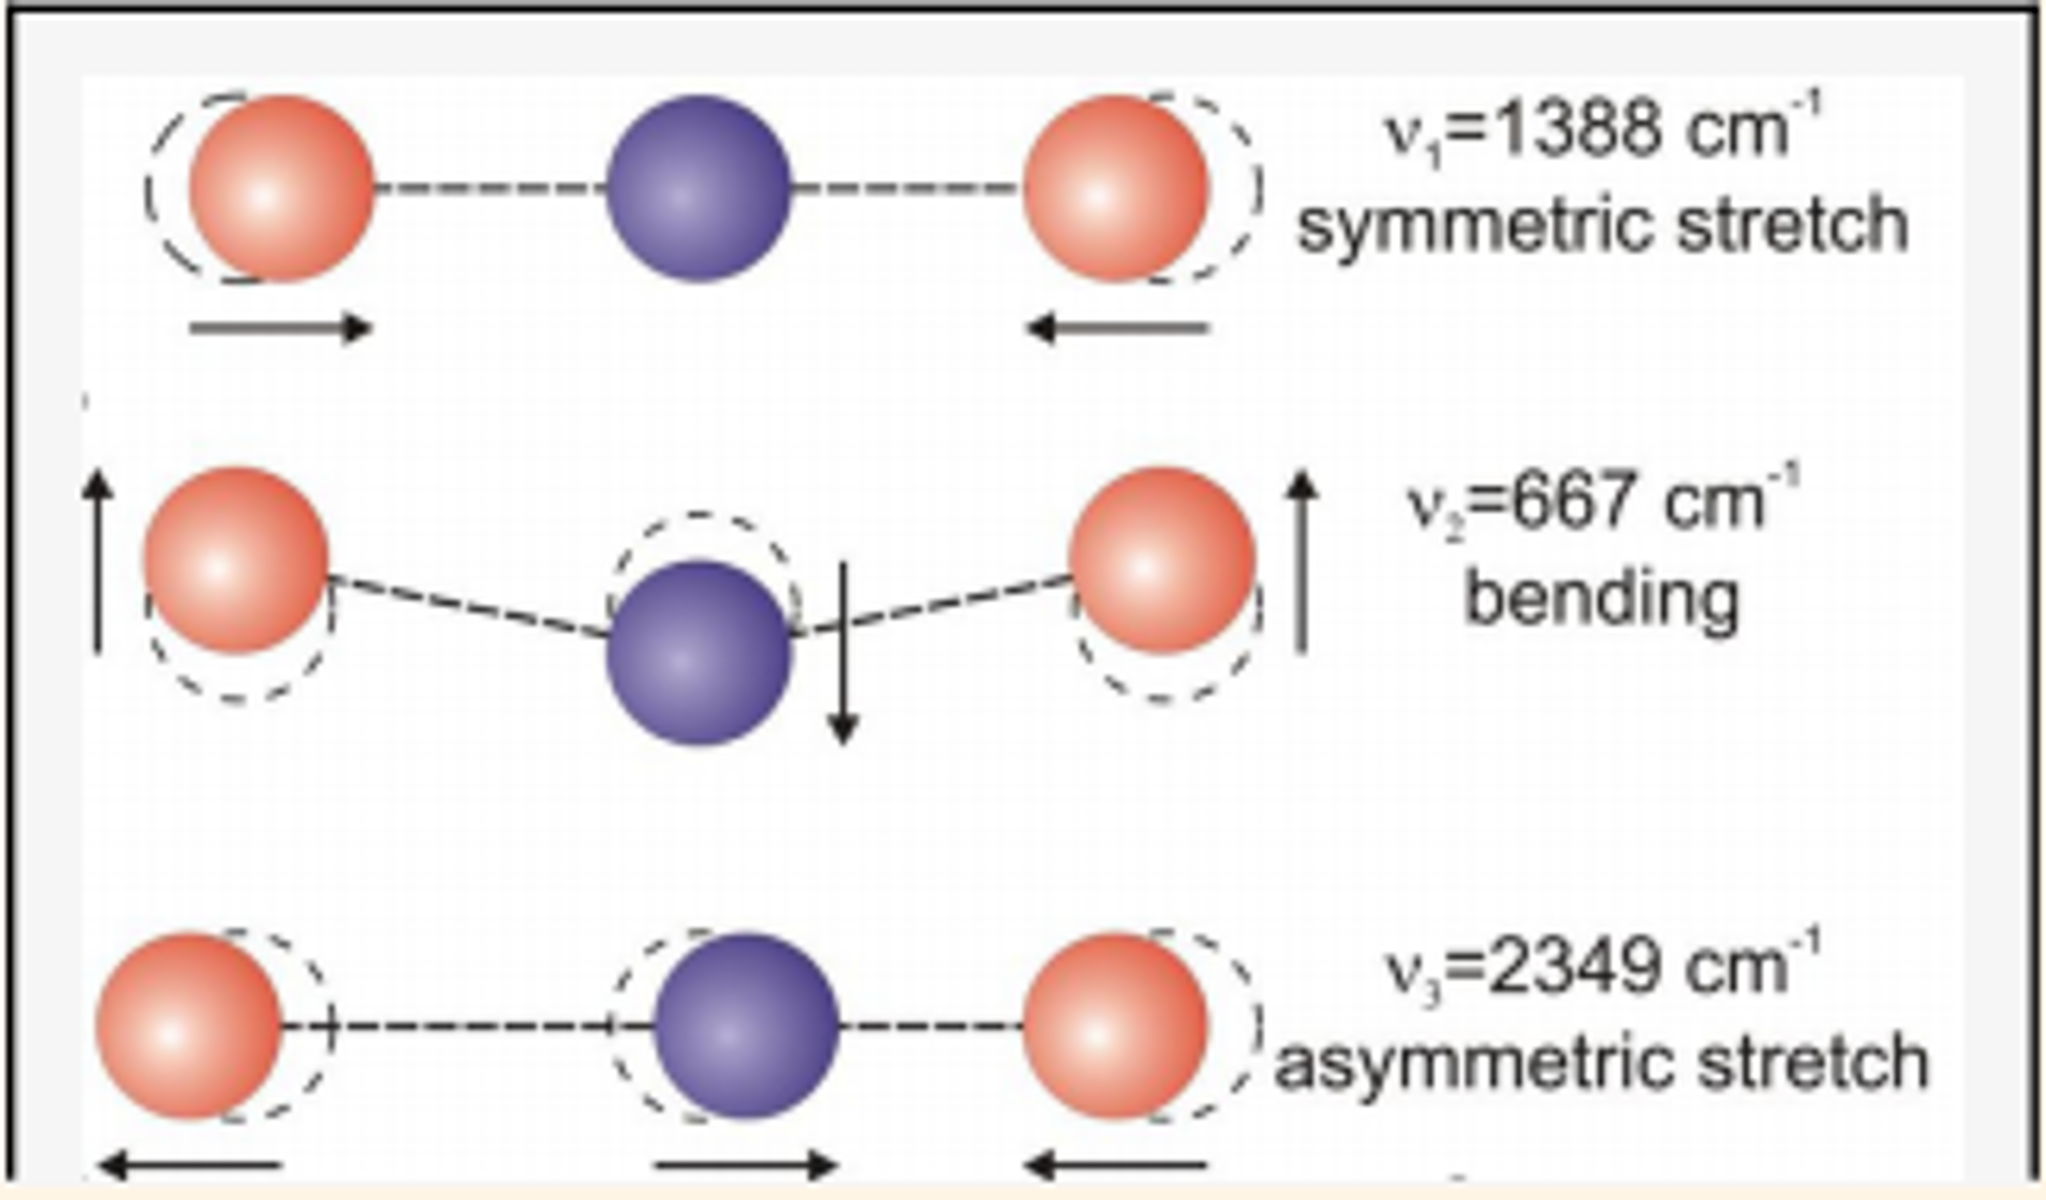 ν₁=1388 cm⁻¹
symmetric stretch
ν₂=667 cm⁻¹
bending
ν₃=2349 cm⁻¹
asymmetric stretch